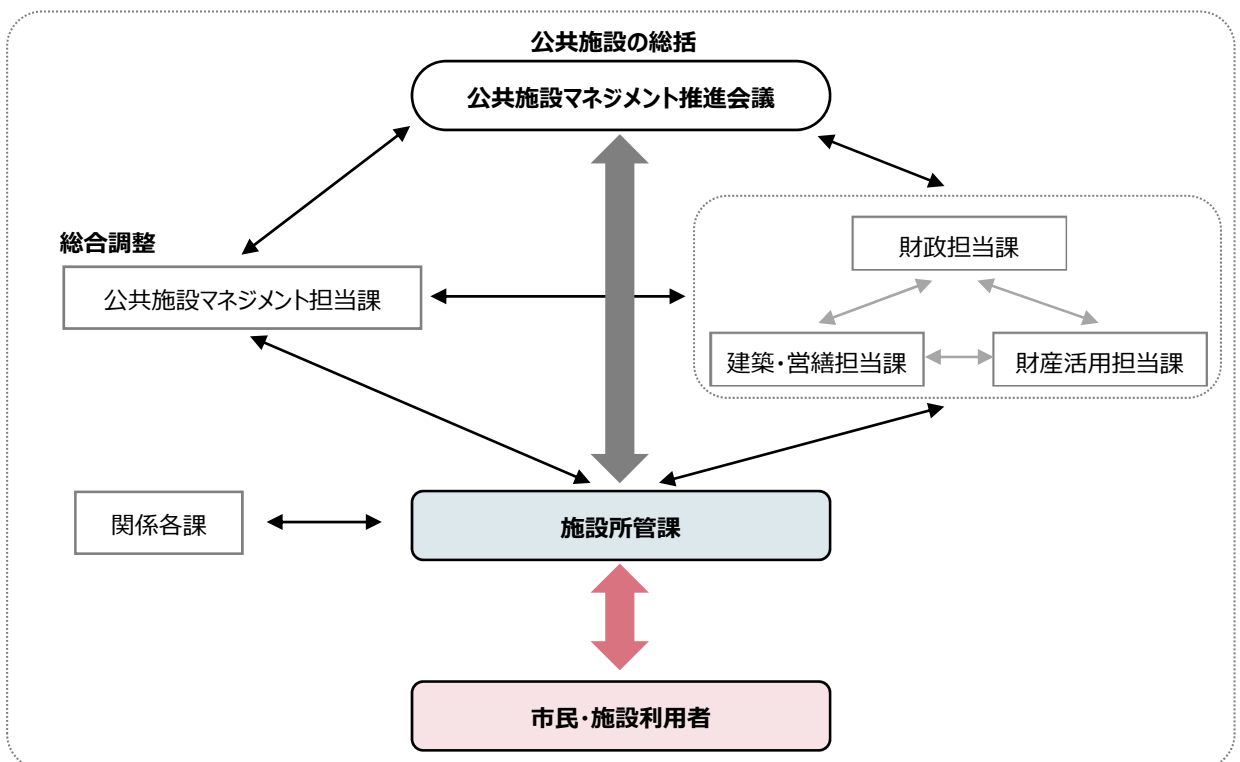 公共施設の総括
公共施設マネジメント推進会議
総合調整
公共施設マネジメント担当課
財政担当課
建築・営繕担当課
財産活用担当課
関係各課
施設所管課
市民・施設利用者